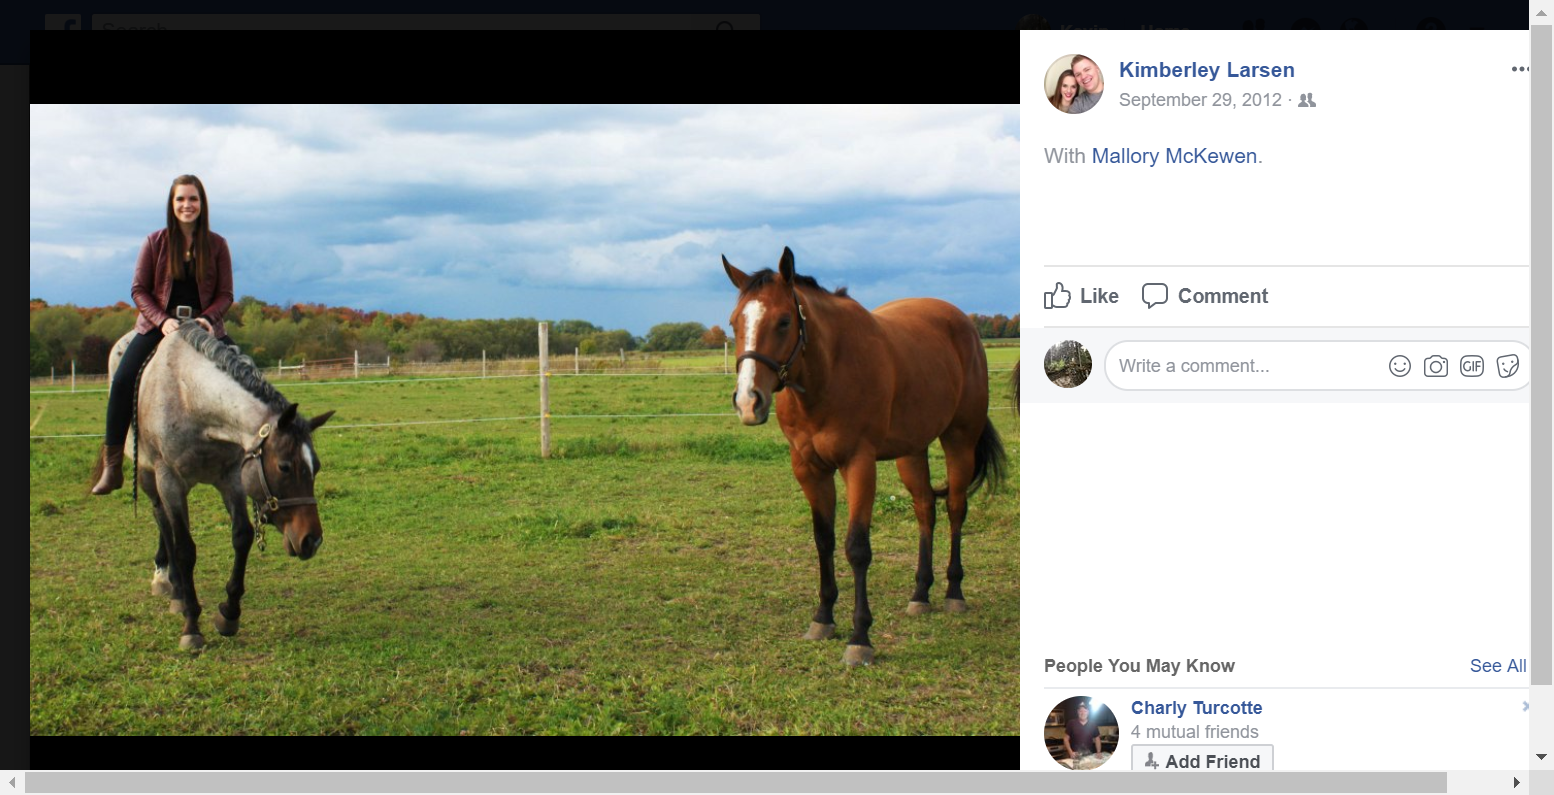 Search
Kimberley Larsen
September 29, 2012 ·
With Mallory McKewen.
Like Comment
Write a comment...
GIF
People You May Know
See All
Charly Turcotte
4 mutual friends
Add Friend